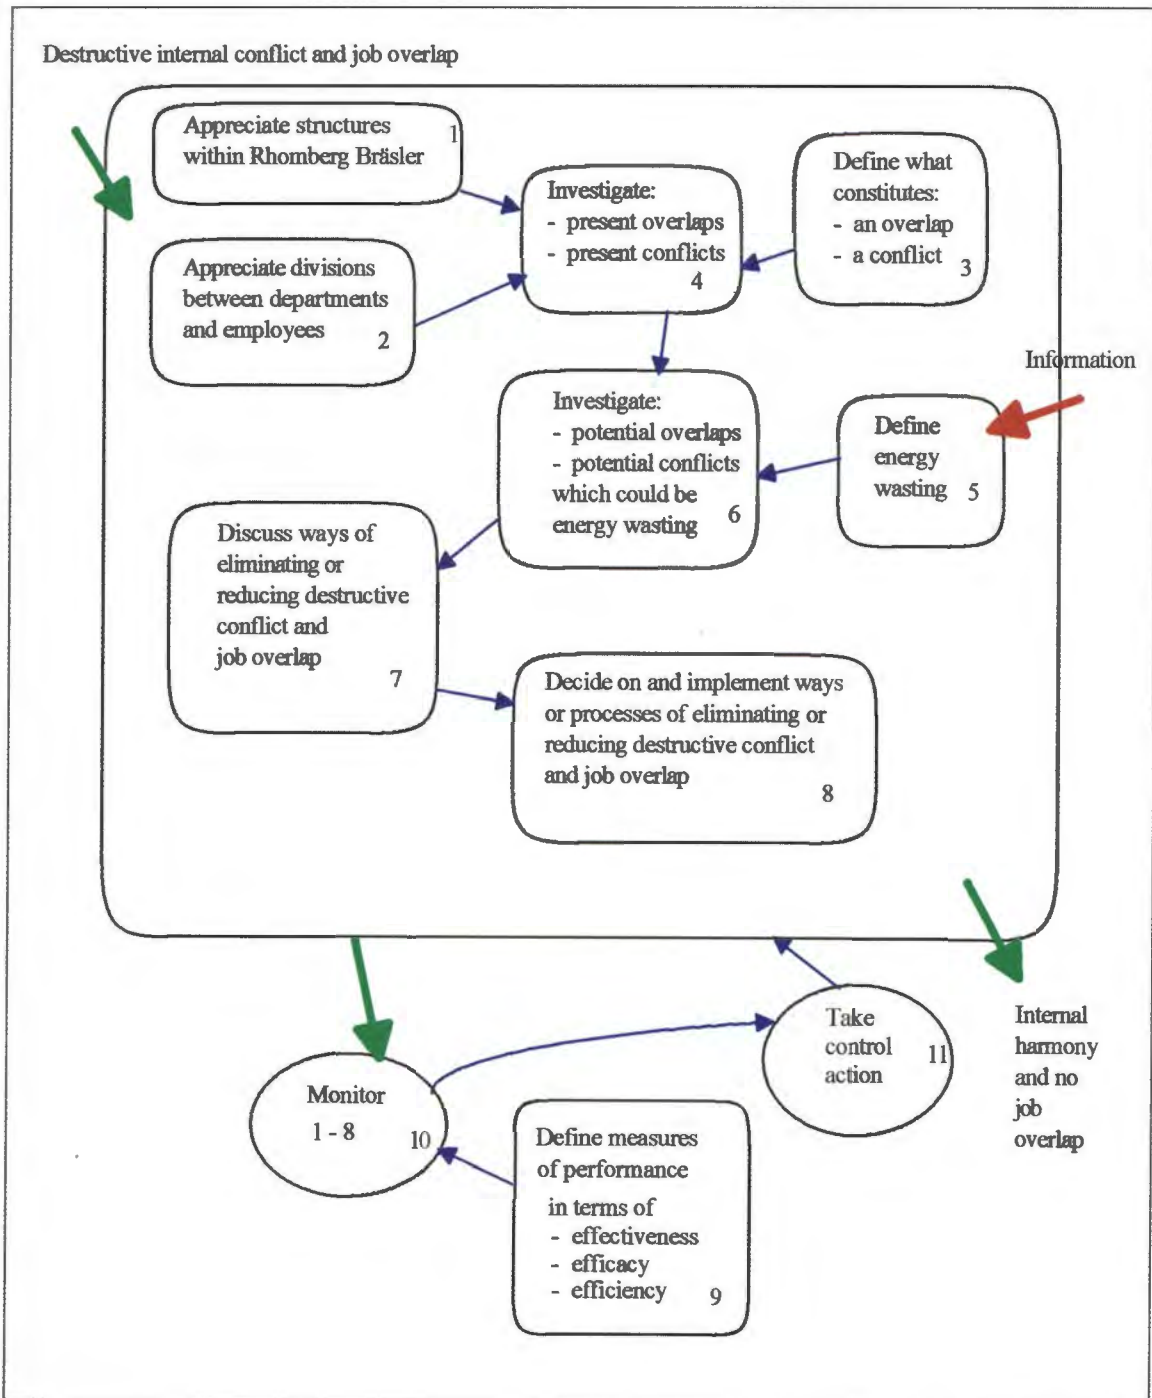 Destructive internal conflict and job overlap
Appreciate structures
within Rhomberg Bräsler
1
Investigate:
- present overlaps
- present conflicts
4
Define what
constitutes:
- an overlap
- a conflict
3
Appreciate divisions
between departments
and employees
2
Information
Investigate:
- potential overlaps
- potential conflicts
which could be
energy wasting
6
Define
energy
wasting
5
Discuss ways of
eliminating or
reducing destructive
conflict and
job overlap
7
Decide on and implement ways
or processes of eliminating or
reducing destructive conflict
and job overlap
8
Monitor
1 - 8
10
Take
control
action
11
Internal
harmony
and no
job
overlap
Define measures
of performance
in terms of
- effectiveness
- efficacy
- efficiency
9